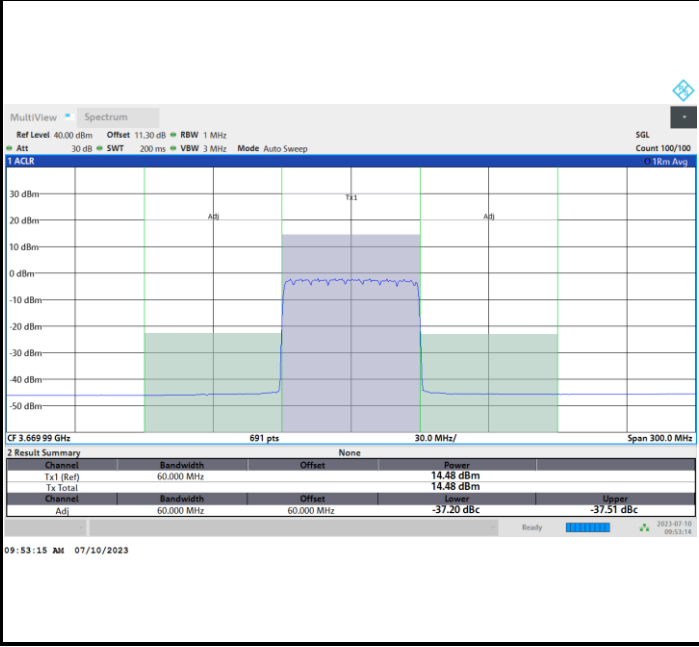 MultiView Spectrum
Ref Level 40.00 dBm Offset 11.30 dB RBW 1 MHz SGL
Att 30 dB SWT 200 ms VBW 3 MHz Mode Auto Sweep Count 100/100
1 ACLR 1Rm Avg
30 dBm
Tx1
20 dBm Adj Adj
10 dBm
0 dBm
-10 dBm
-20 dBm
-30 dBm
-40 dBm
-50 dBm
CF 3.669 99 GHz 691 pts 30.0 MHz/ Span 300.0 MHz
2 Result Summary None
Channel Bandwidth Offset Power
Tx1 (Ref) 60.000 MHz 14.48 dBm
Tx Total 14.48 dBm
Channel Bandwidth Offset Lower Upper
Adj 60.000 MHz 60.000 MHz -37.20 dBc -37.51 dBc
Ready 2023-07-10
09:53:14
09:53:15 AM 07/10/2023